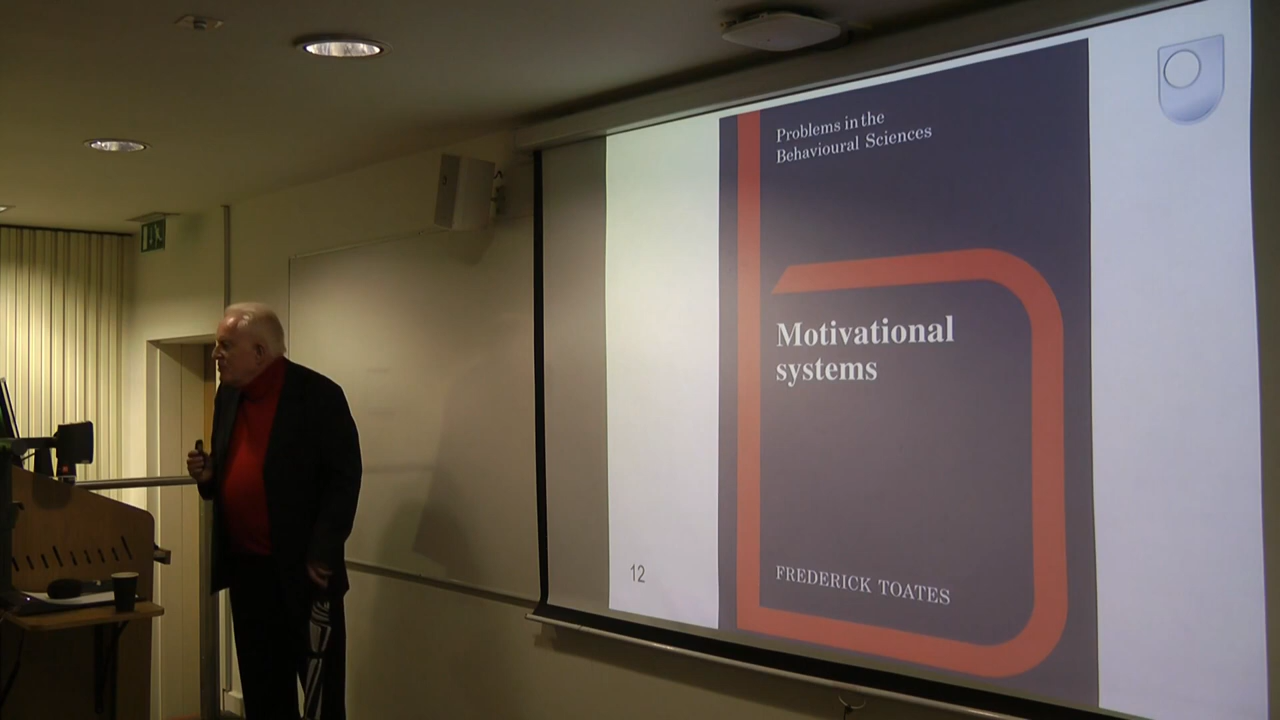 Problems in the
Behavioural Sciences
Motivational
systems
FREDERICK TOATES
12